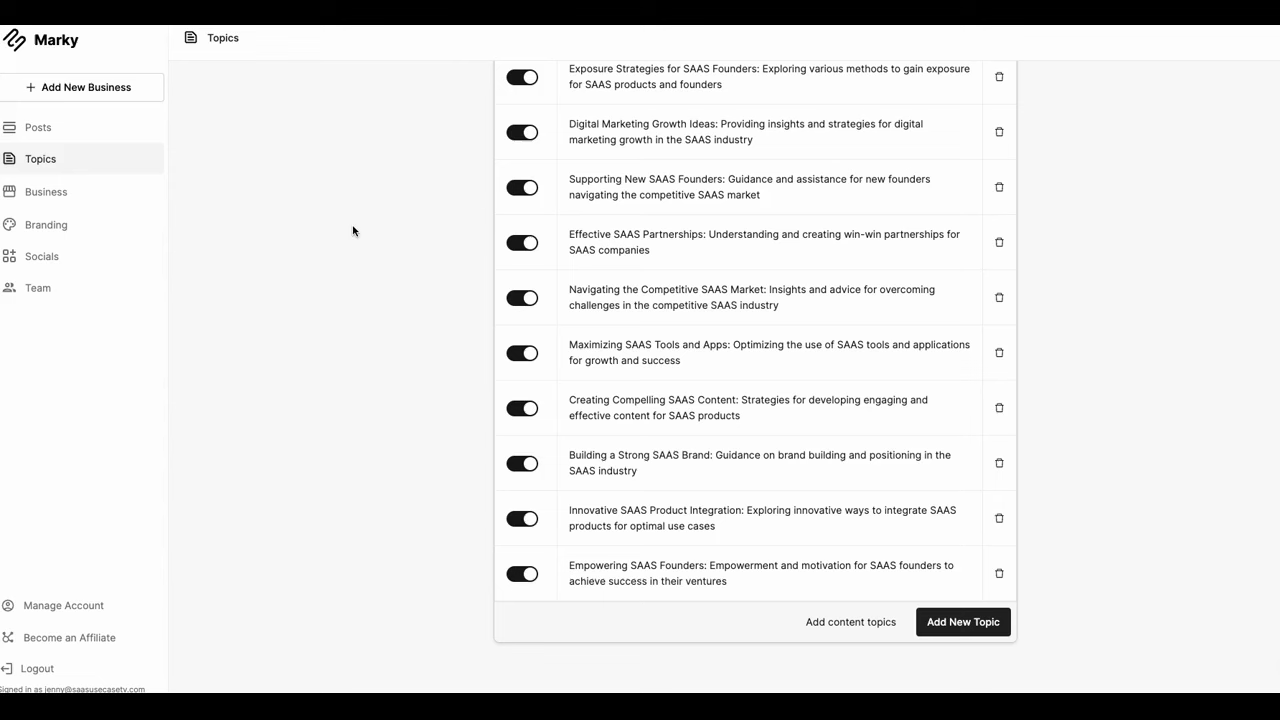 Marky
Topics
+ Add New Business
Posts
Topics
Business
Branding
Socials
Team
Exposure Strategies for SAAS Founders: Exploring various methods to gain exposure
for SAAS products and founders
Digital Marketing Growth Ideas: Providing insights and strategies for digital
marketing growth in the SAAS industry
Supporting New SAAS Founders: Guidance and assistance for new founders
navigating the competitive SAAS market
Effective SAAS Partnerships: Understanding and creating win-win partnerships for
SAAS companies
Navigating the Competitive SAAS Market: Insights and advice for overcoming
challenges in the competitive SAAS industry
Maximizing SAAS Tools and Apps: Optimizing the use of SAAS tools and applications
for growth and success
Creating Compelling SAAS Content: Strategies for developing engaging and
effective content for SAAS products
Building a Strong SAAS Brand: Guidance on brand building and positioning in the
SAAS industry
Innovative SAAS Product Integration: Exploring innovative ways to integrate SAAS
products for optimal use cases
Empowering SAAS Founders: Empowerment and motivation for SAAS founders to
achieve success in their ventures
Add content topics
Add New Topic
Manage Account
Become an Affiliate
Logout
Signed in as jenny@saasusecasetv.com